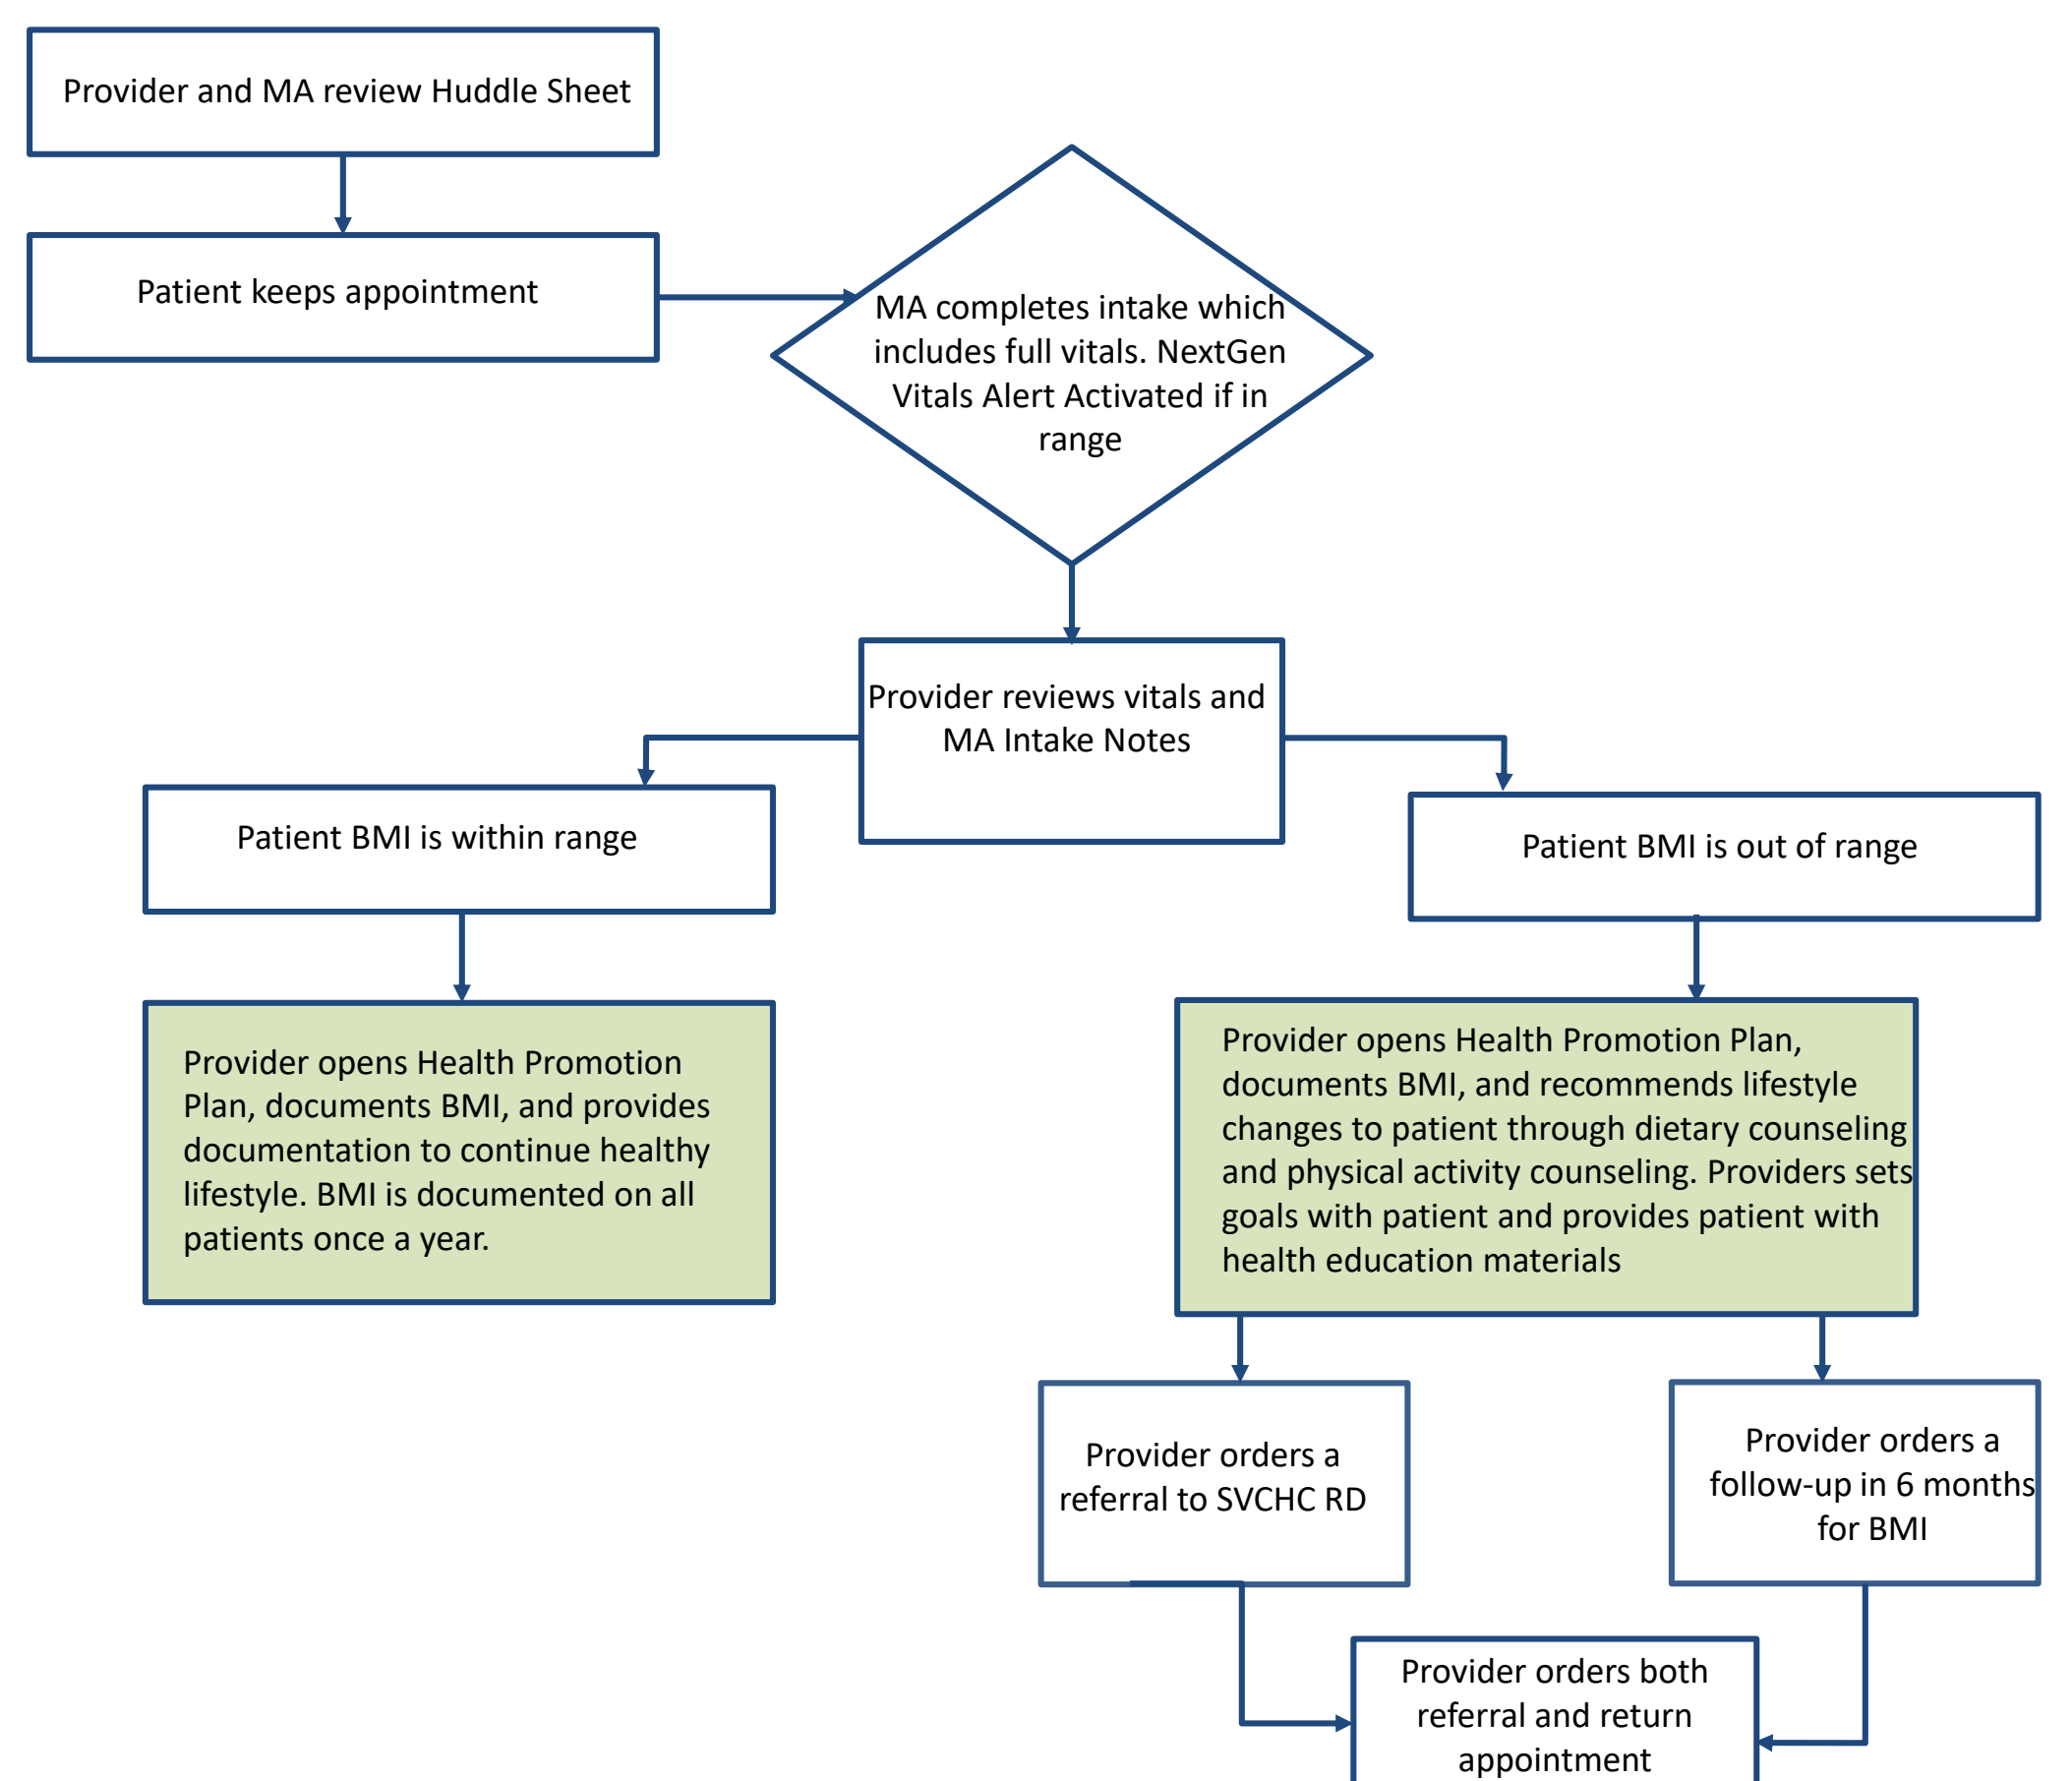 Provider and MA review Huddle Sheet
Patient keeps appointment
MA completes intake which
includes full vitals. NextGen
Vitals Alert Activated if in
range
Provider reviews vitals and
MA Intake Notes
Patient BMI is within range
Patient BMI is out of range
Provider opens Health Promotion
Plan, documents BMI, and provides
documentation to continue healthy
lifestyle. BMI is documented on all
patients once a year.
Provider opens Health Promotion Plan,
documents BMI, and recommends lifestyle
changes to patient through dietary counseling
and physical activity counseling. Providers sets
goals with patient and provides patient with
health education materials
Provider orders a
referral to SVCHC RD
Provider orders a
follow-up in 6 months
for BMI
Provider orders both
referral and return
appointment